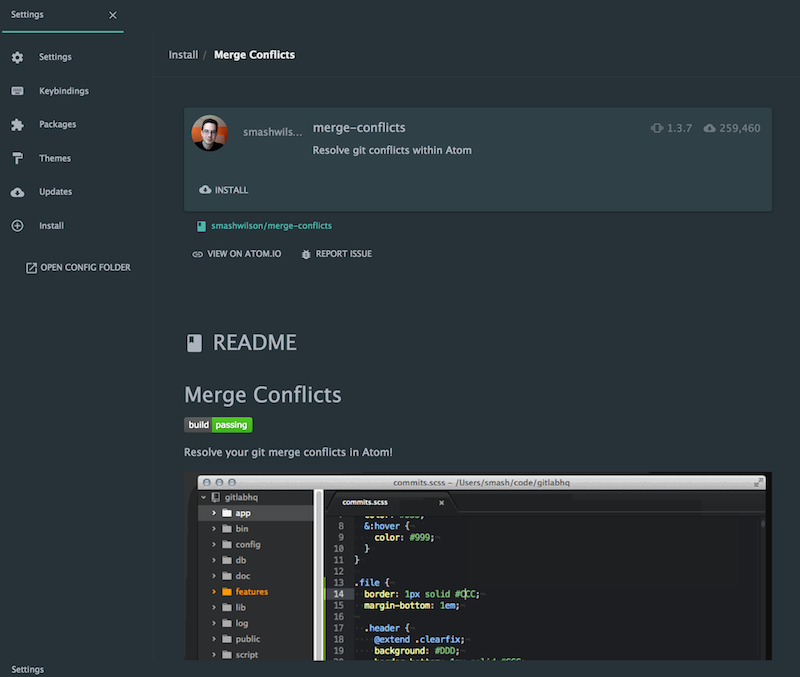 Settings
Settings
Keybindings
Packages
Themes
Updates
Install
OPEN CONFIG FOLDER
Install / Merge Conflicts
smashwils... merge-conflicts 1.3.7 259,460
Resolve git conflicts within Atom
INSTALL
smashwilson/merge-conflicts
VIEW ON ATOM.IO REPORT ISSUE
README
Merge Conflicts
build passing
Resolve your git merge conflicts in Atom!
commits.scss - /Users/smash/code/gitlabhq
gitlabhq
app
bin
config
db
doc
features
lib
log
public
script
commits.scss
8 &:hover {
9 color: #999;
10 }
11 }
12
13 .file {
14 border: 1px solid #CCC;
15 margin-bottom: 1em;
16
17 .header {
18 @extend .clearfix;
19 background: #DDD;
Settings